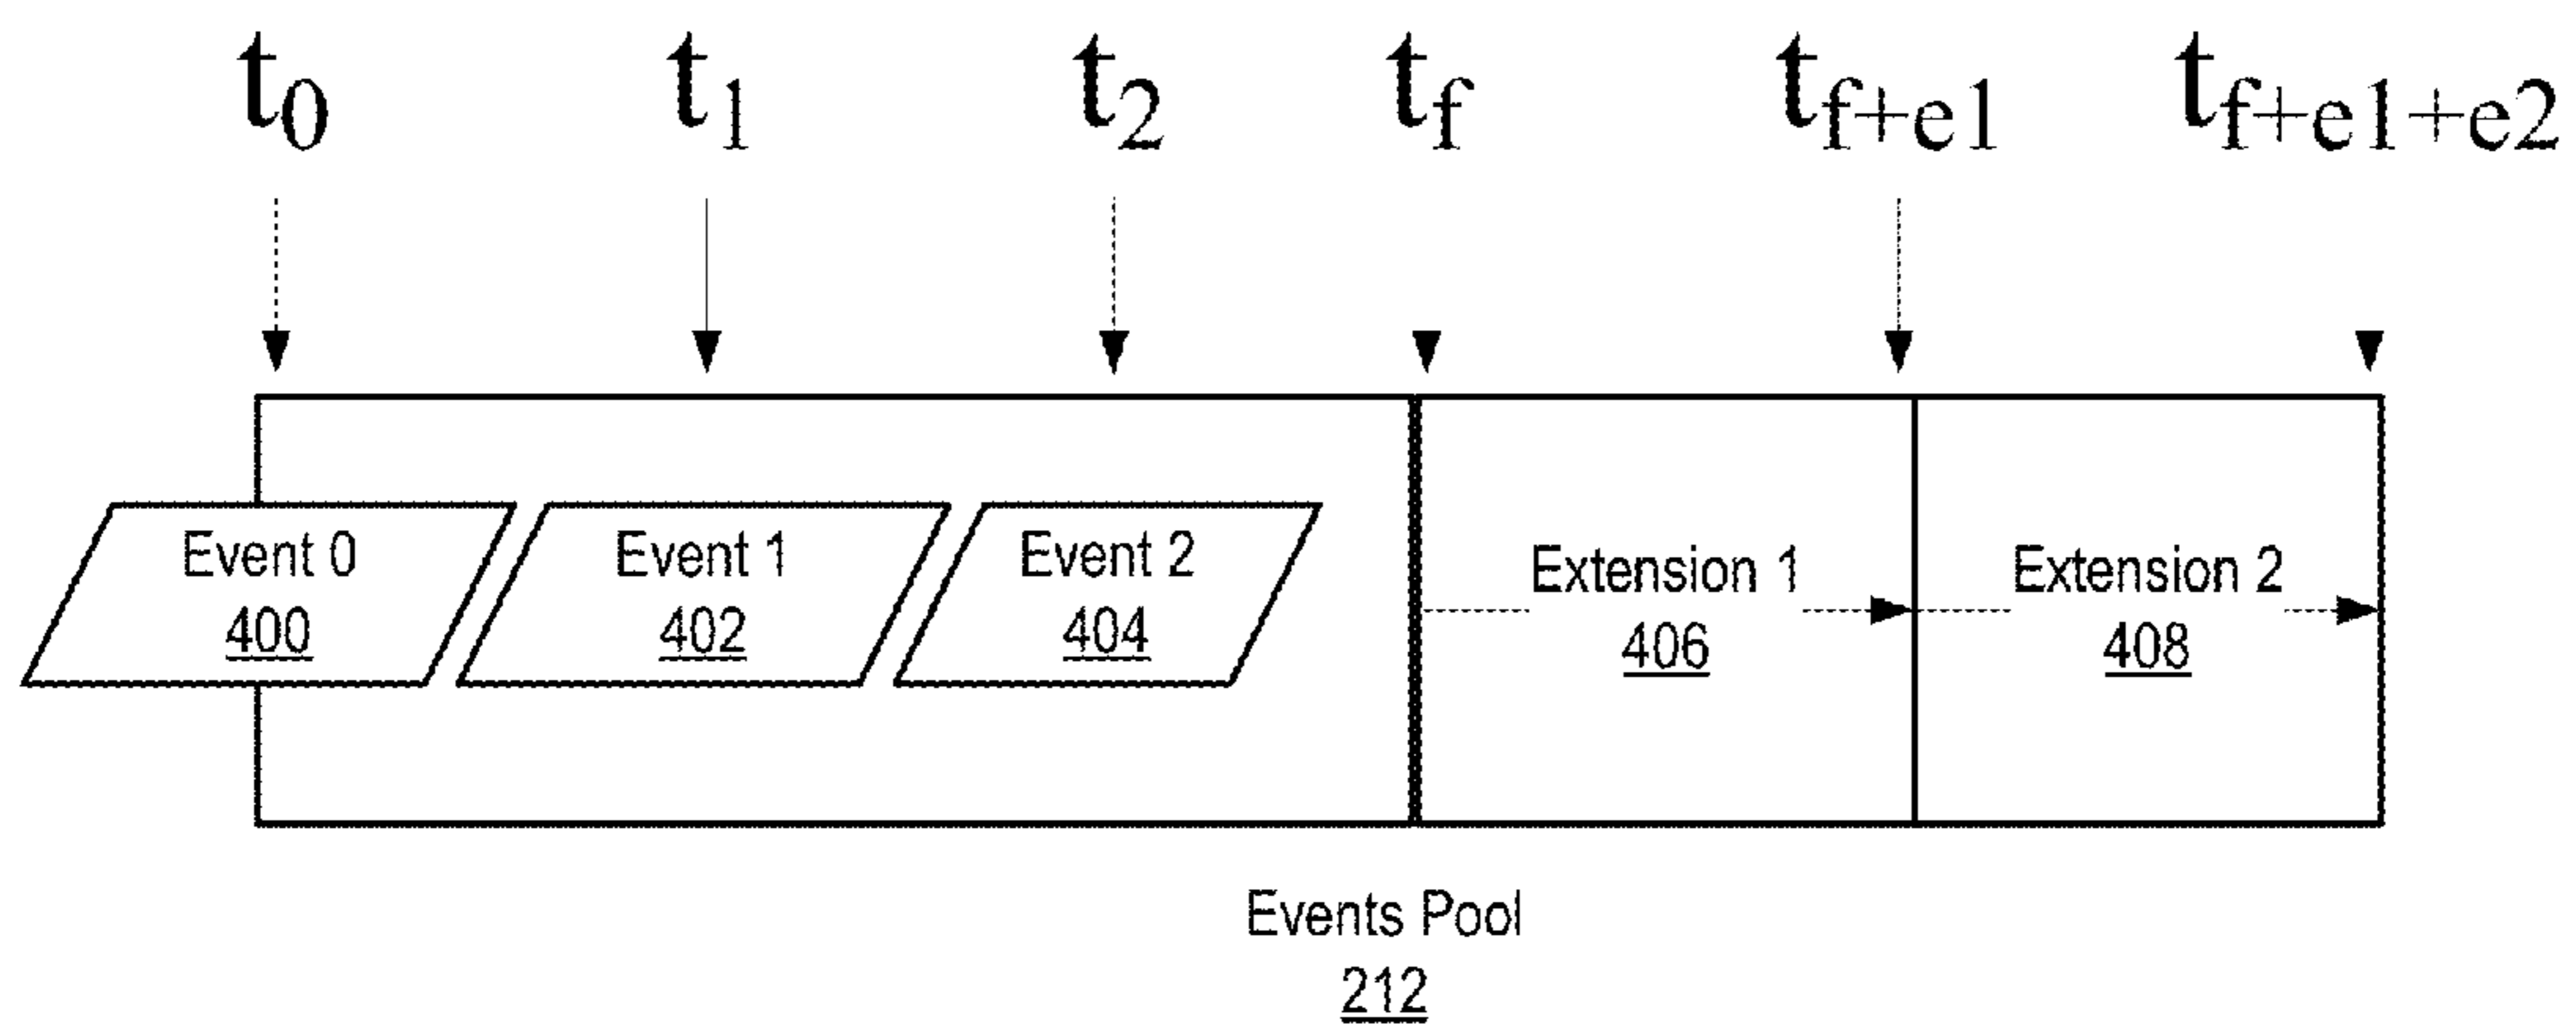 t0 t1 t2 tf tf+e1 tf+e1+e2
Event 0
400
Event 1
402
Event 2
404
Extension 1
406
Extension 2
408
Events Pool
212